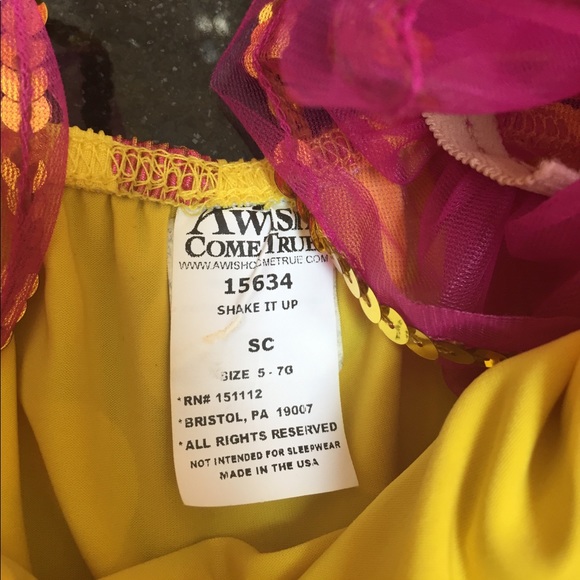 A WISH
COME TRUE
WWW.AWISHCOMETRUE.COM
15634
SHAKE IT UP
SC
SIZE 5 - 7G
*RN# 151112
*BRISTOL, PA 19007
*ALL RIGHTS RESERVED
NOT INTENDED FOR SLEEPWEAR
MADE IN THE USA